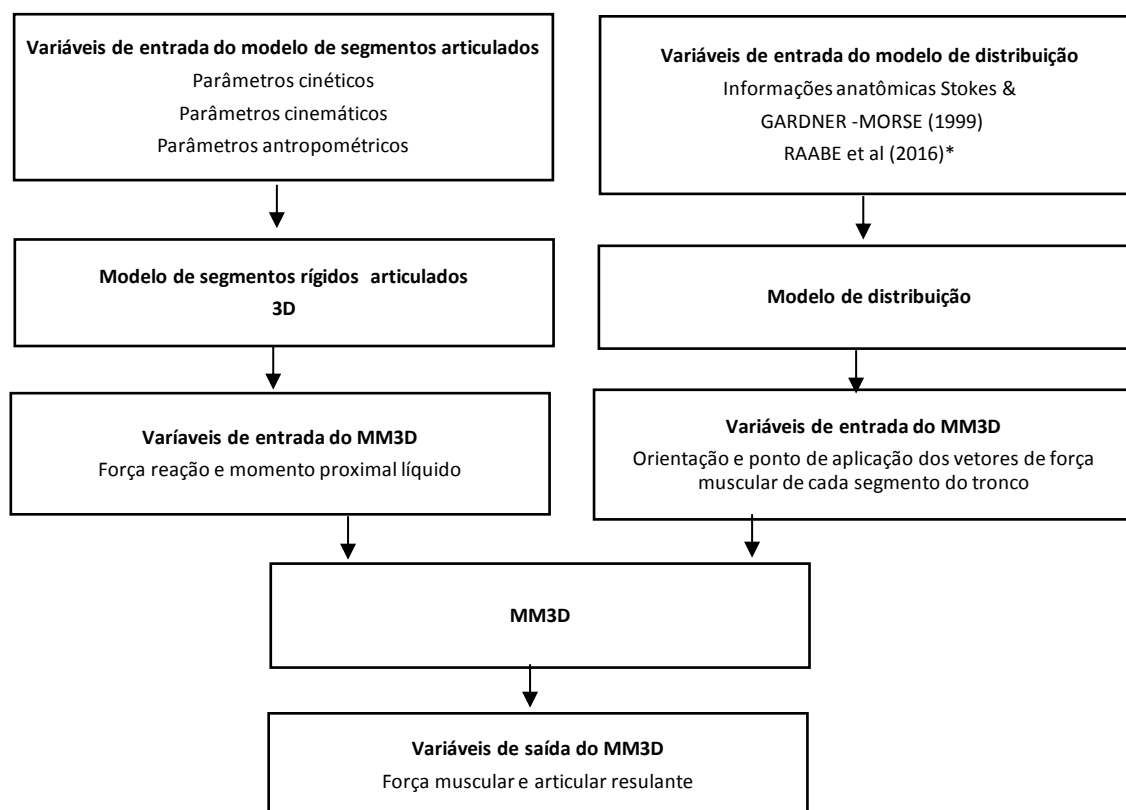 Variáveis de entrada do modelo de segmentos articulados
Parâmetros cinéticos
Parâmetros cinemáticos
Parâmetros antropométricos
Variáveis de entrada do modelo de distribuição
Informações anatômicas Stokes &
GARDNER -MORSE (1999)
RAABE et al (2016)*
Modelo de segmentos rígidos articulados
3D
Modelo de distribuição
Varíaveis de entrada do MM3D
Força reação e momento proximal líquido
Variáveis de entrada do MM3D
Orientação e ponto de aplicação dos vetores de força
muscular de cada segmento do tronco
MM3D
Variáveis de saída do MM3D
Força muscular e articular resulante